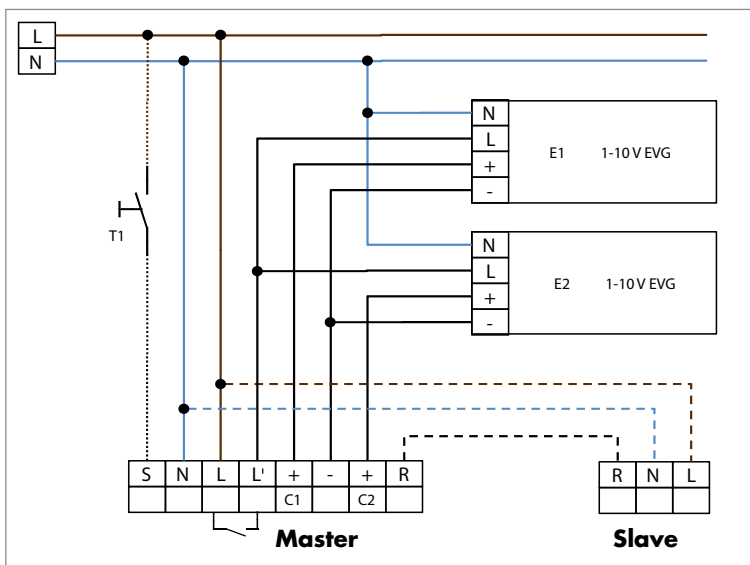 L
N
N
L
+
-
E1 1-10 V EVG
T1
N
L
+
-
E2 1-10 V EVG
S N L L' + - + R
C1 C2
R N L
Master
Slave